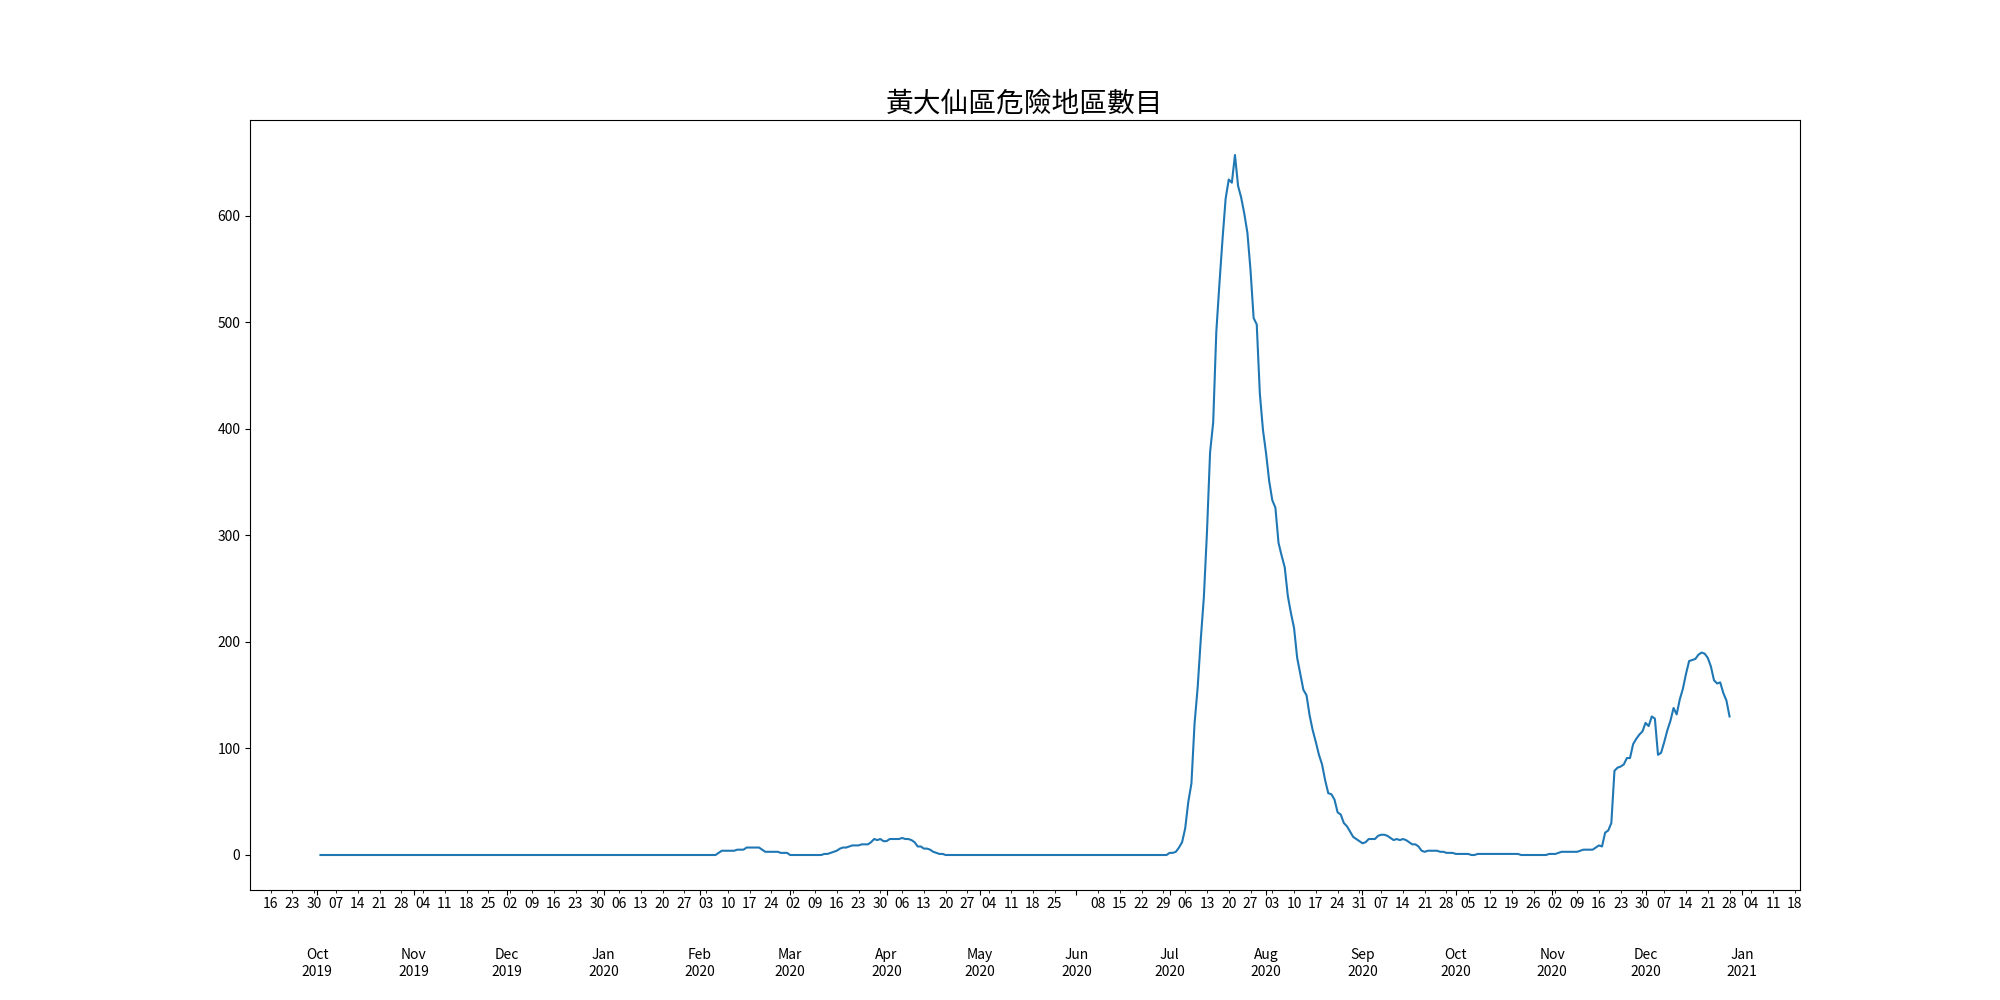 黃大仙區危險地區數目
600
500
400
300
200
100
0
16 23 30 07 14 21 28 04 11 18 25 02 09 16 23 30 06 13 20 27 03 10 17 24 02 09 16 23 30 06 13 20 27 04 11 18 25 08 15 22 29 06 13 20 27 03 10 17 24 31 07 14 21 28 05 12 19 26 02 09 16 23 30 07 14 21 28 04 11 18
Oct Nov Dec Jan Feb Mar Apr May Jun Jul Aug Sep Oct Nov Dec Jan
2019 2019 2019 2020 2020 2020 2020 2020 2020 2020 2020 2020 2020 2020 2020 2021